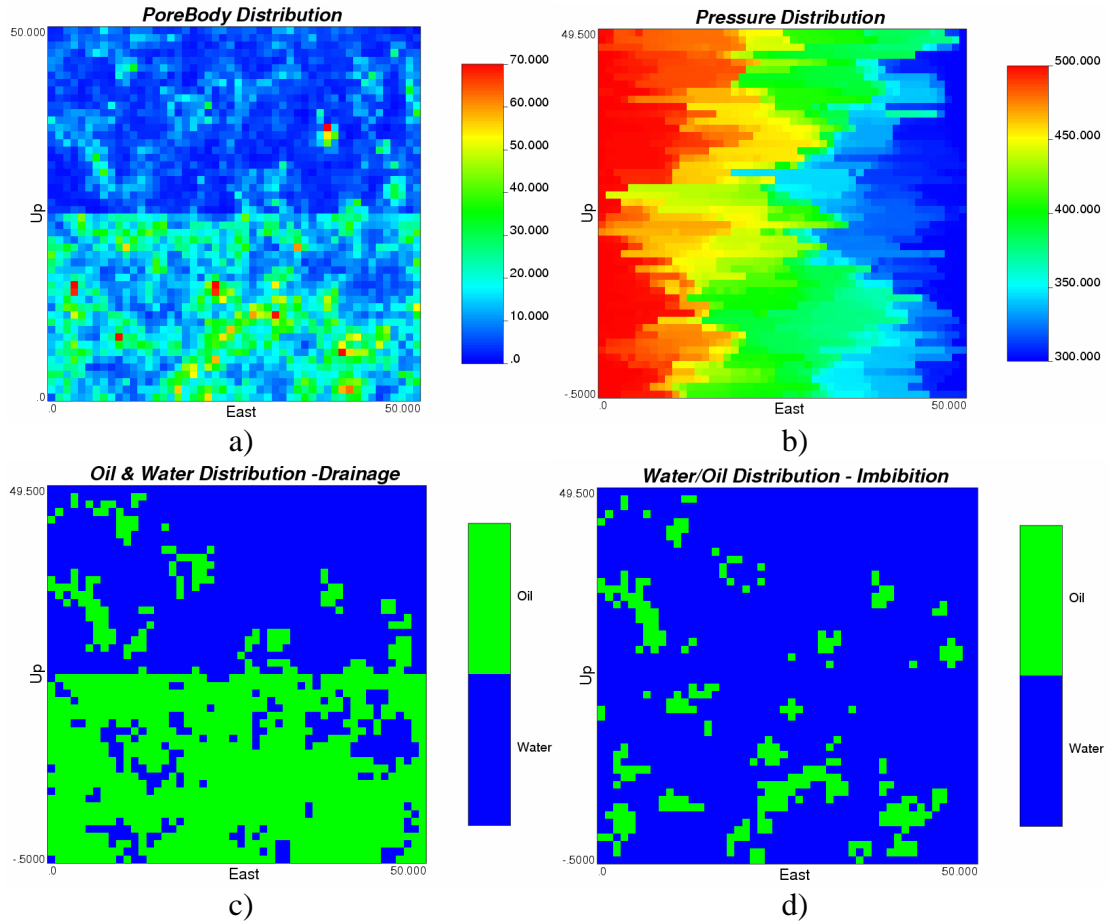 PoreBody Distribution
50.000
Up
.0
.0
East
50.000
70.000
60.000
50.000
40.000
30.000
20.000
10.000
.0
a)
Pressure Distribution
49.500
Up
-.5000
.0
East
50.000
500.000
450.000
400.000
350.000
300.000
b)
Oil & Water Distribution -Drainage
49.500
Up
-.5000
.0
East
50.000
Oil
Water
c)
Water/Oil Distribution - Imbibition
49.500
Up
-.5000
.0
East
50.000
Oil
Water
d)